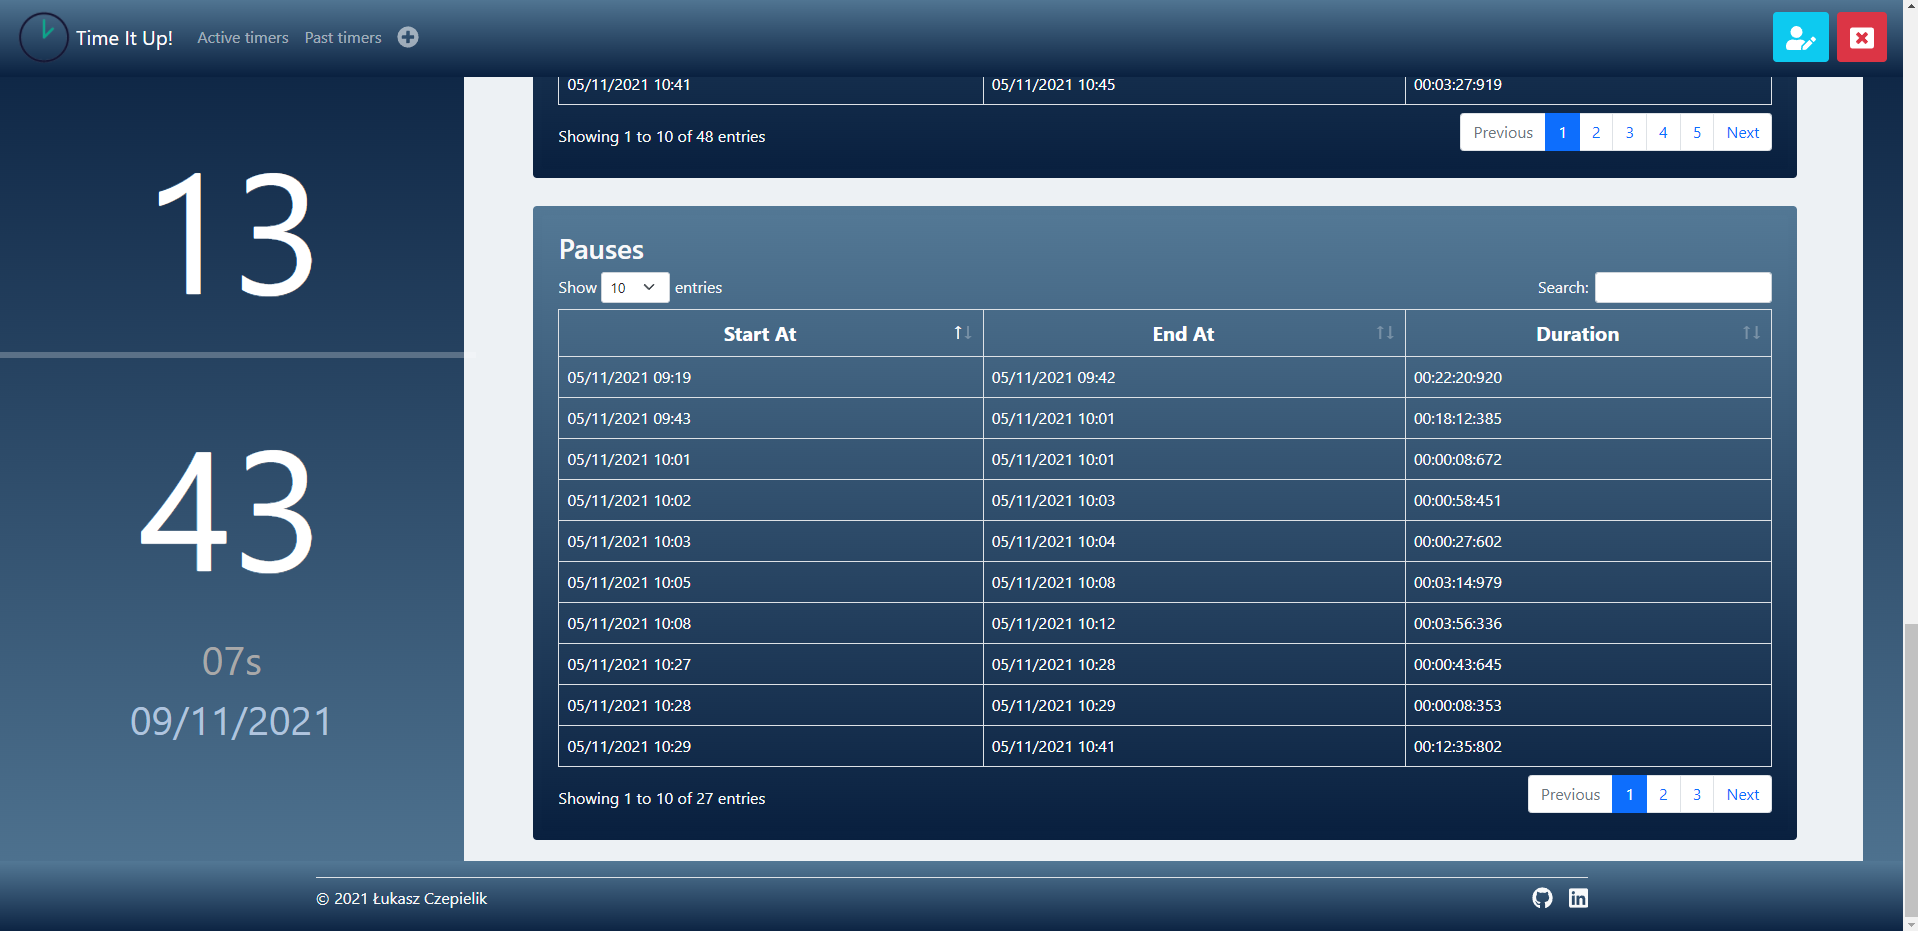 Time It Up! Active timers Past timers
13
43
07s
09/11/2021
05/11/2021 10:41 05/11/2021 10:45 00:03:27:919
Showing 1 to 10 of 48 entries Previous 1 2 3 4 5 Next
Pauses
Show 10 entries Search:
Start At End At Duration
05/11/2021 09:19 05/11/2021 09:42 00:22:20:920
05/11/2021 09:43 05/11/2021 10:01 00:18:12:385
05/11/2021 10:01 05/11/2021 10:01 00:00:08:672
05/11/2021 10:02 05/11/2021 10:03 00:00:58:451
05/11/2021 10:03 05/11/2021 10:04 00:00:27:602
05/11/2021 10:05 05/11/2021 10:08 00:03:14:979
05/11/2021 10:08 05/11/2021 10:12 00:03:56:336
05/11/2021 10:27 05/11/2021 10:28 00:00:43:645
05/11/2021 10:28 05/11/2021 10:29 00:00:08:353
05/11/2021 10:29 05/11/2021 10:41 00:12:35:802
Showing 1 to 10 of 27 entries Previous 1 2 3 Next
© 2021 Łukasz Czepielik